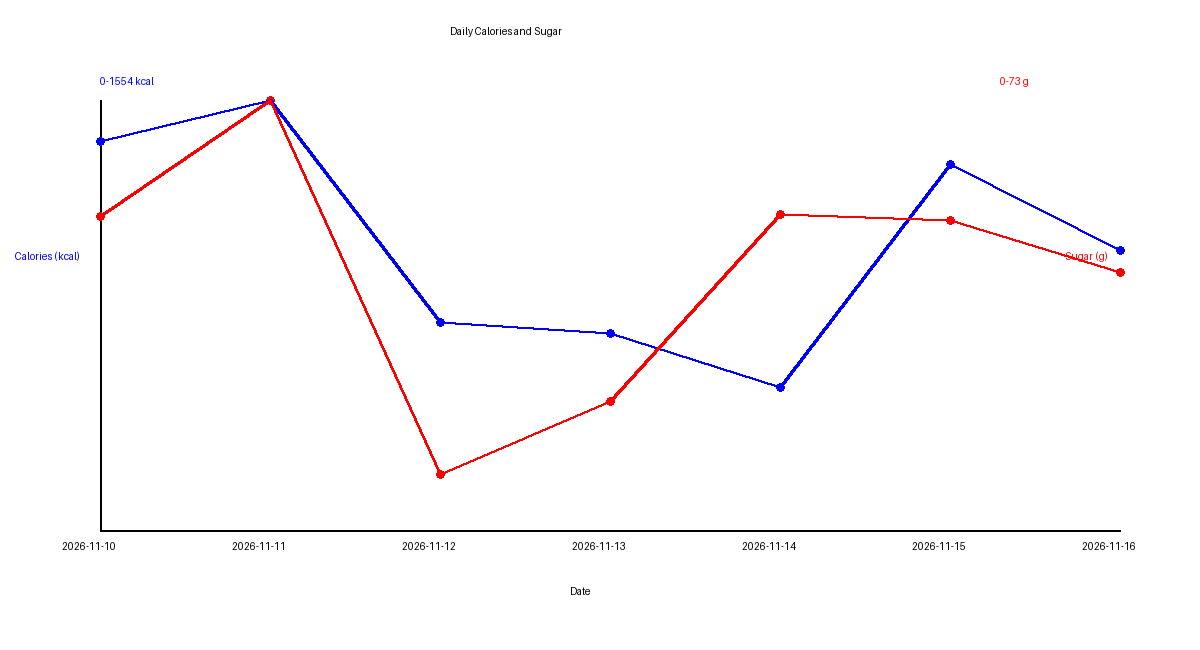 Daily Calories and Sugar
0-1554 kcal
0-73 g
Calories (kcal)
Sugar (g)
2026-11-10
2026-11-11
2026-11-12
2026-11-13
2026-11-14
2026-11-15
2026-11-16
Date